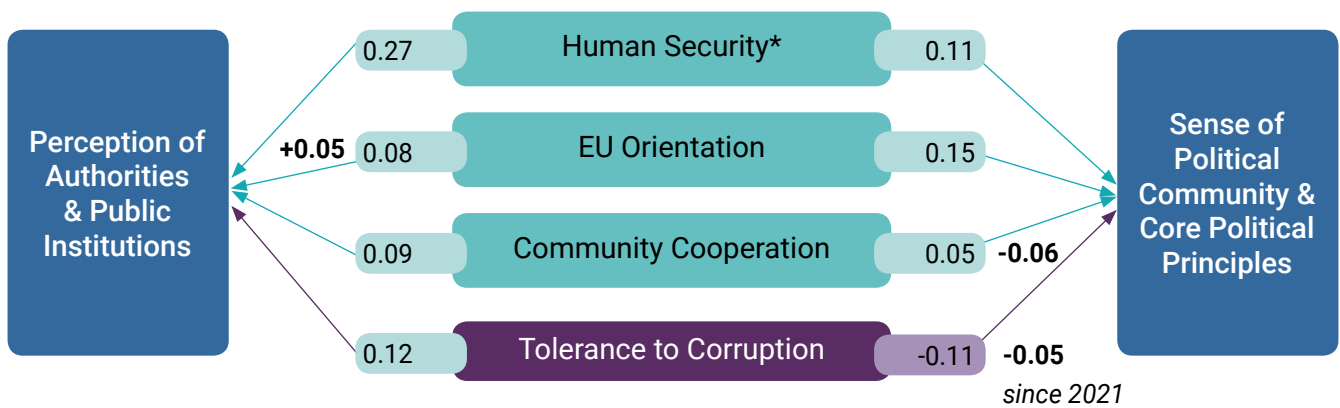 Perception of
Authorities
& Public
Institutions
0.27
Human Security*
0.11
+0.05
0.08
EU Orientation
0.15
0.09
Community Cooperation
0.05
-0.06
0.12
Tolerance to Corruption
-0.11
-0.05
since 2021
Sense of
Political
Community &
Core Political
Principles